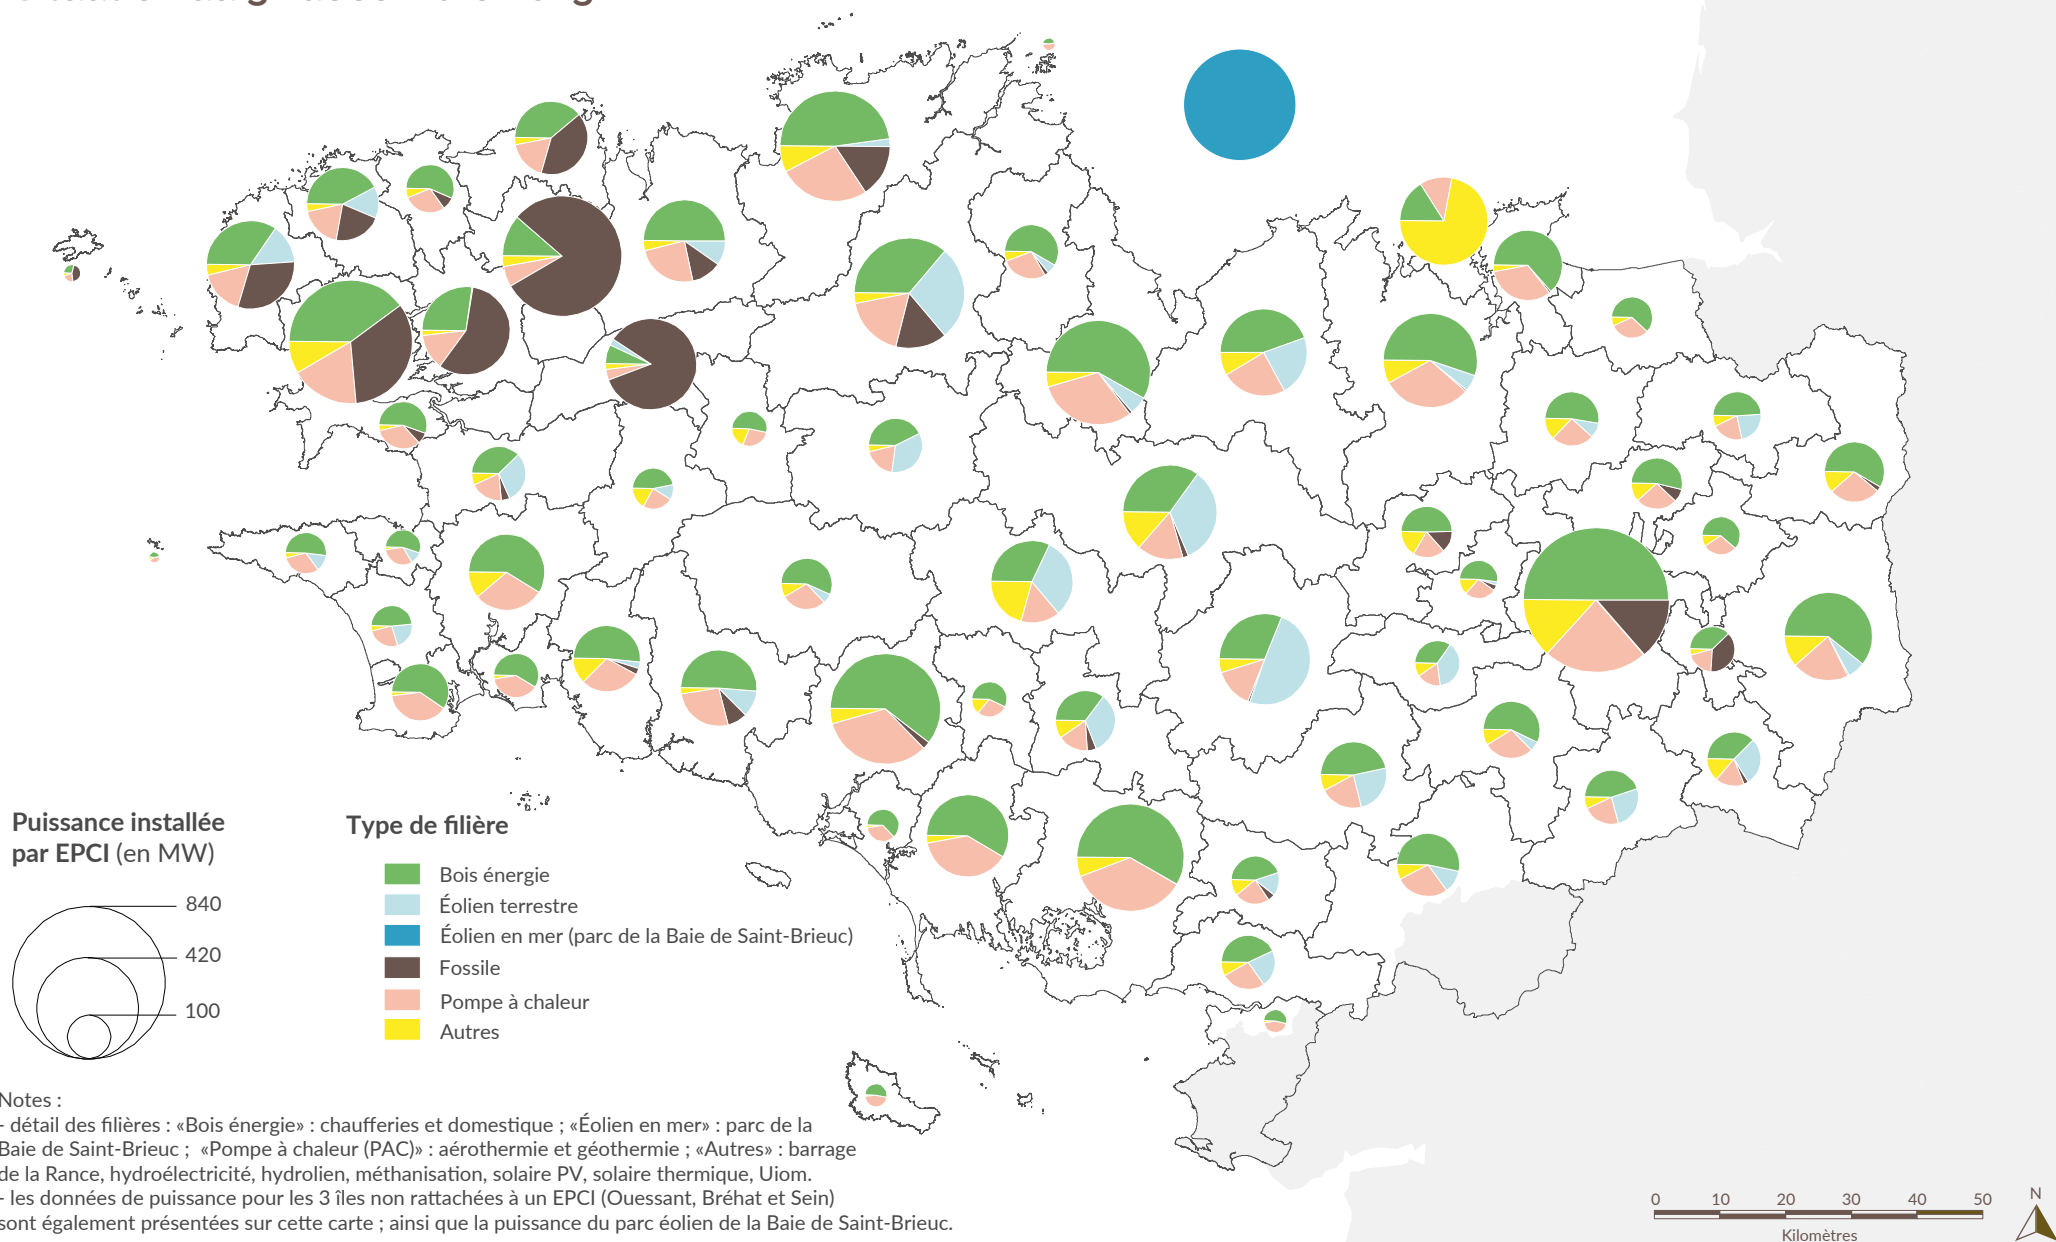 Puissance installée
par EPCI (en MW)
840
420
100
Type de filière
Bois énergie
Éolien terrestre
Éolien en mer (parc de la Baie de Saint-Brieuc)
Fossile
Pompe à chaleur
Autres
Notes :
- détail des filières : «Bois énergie» : chaufferies et domestique ; «Éolien en mer» : parc de la
Baie de Saint-Brieuc ; «Pompe à chaleur (PAC)» : aérothermie et géothermie ; «Autres» : barrage
de la Rance, hydroélectricité, hydrolien, méthanisation, solaire PV, solaire thermique, Uiom.
- les données de puissance pour les 3 îles non rattachées à un EPCI (Ouessant, Bréhat et Sein)
sont également présentées sur cette carte ; ainsi que la puissance du parc éolien de la Baie de Saint-Brieuc.
0 10 20 30 40 50
Kilomètres
N